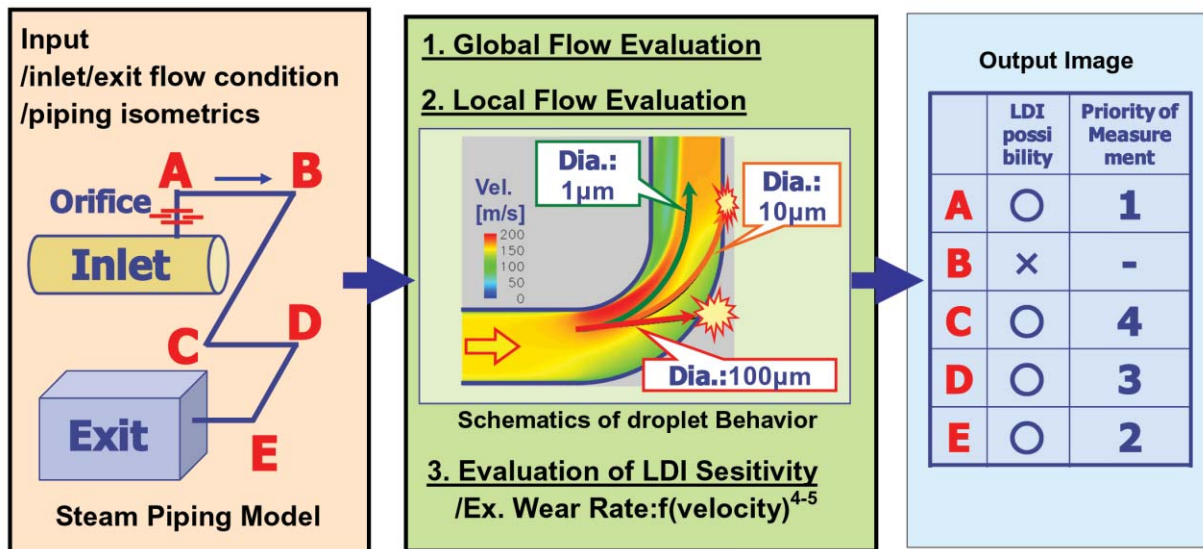 Input
/inlet/exit flow condition
/piping isometrics
A
B
Orifice
Inlet
C
D
Exit
E
Steam Piping Model
1. Global Flow Evaluation
2. Local Flow Evaluation
Vel.
[m/s]
200
150
100
50
0
Dia.:
1µm
Dia.:
10µm
Dia.:100µm
Schematics of droplet Behavior
3. Evaluation of LDI Sesitivity
/Ex. Wear Rate:f(velocity)⁴⁻⁵
Output Image
LDI
possi
bility
Priority of
Measure
ment
A ○ 1
B × -
C ○ 4
D ○ 3
E ○ 2